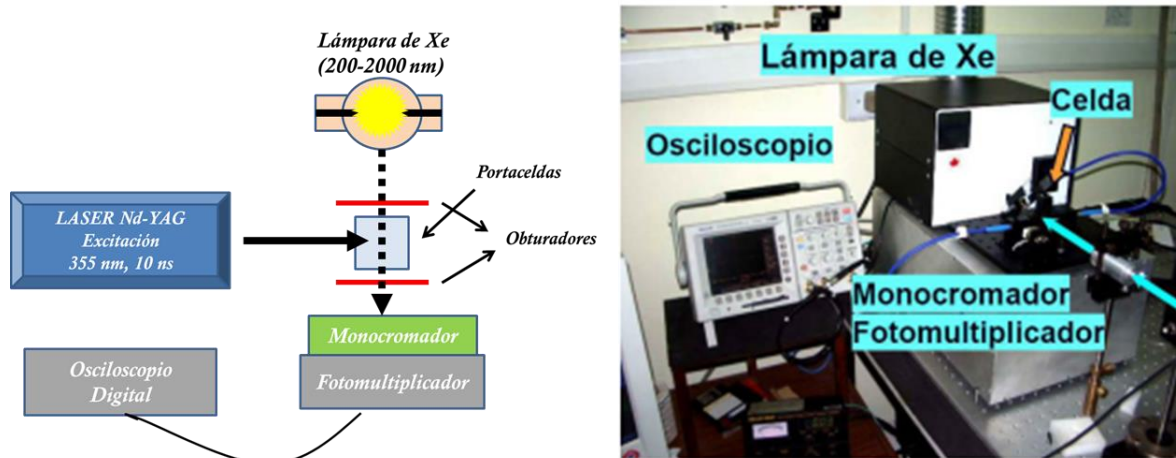 Lámpara de Xe
(200-2000 nm)
Portaceldas
LASER Nd-YAG
Excitación
355 nm, 10 ns
Obturadores
Monocromador
Osciloscopio
Digital
Fotomultiplicador
Lámpara de Xe
Celda
Osciloscopio
Monocromador
Fotomultiplicador